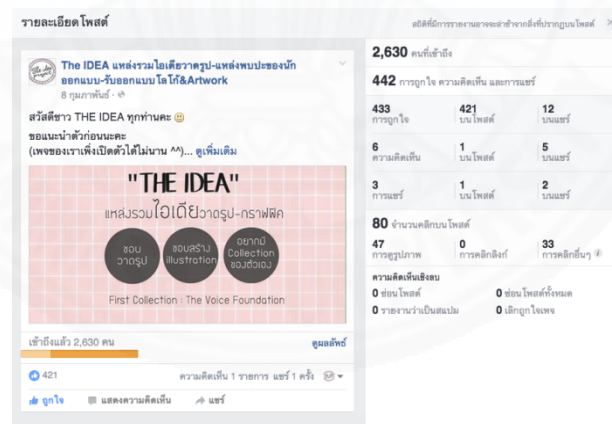 รายละเอียดโพสต์
สถิติที่มีการรายงานอาจจะล่าช้าจากสิ่งที่ปรากฏบนโพสต์
The IDEA แหล่งรวมไอเดียวาดรูป-แหล่งพบปะของนักออกแบบ-รับออกแบบโลโก้&Artwork
8 กุมภาพันธ์
สวัสดีชาว THE IDEA ทุกท่านคะ
ขอแนะนำตัวก่อนนะคะ
(เพจของเราเพิ่งเปิดตัวได้ไม่นาน ^^)... ดูเพิ่มเติม
"THE IDEA"
แหล่งรวมไอเดียวาดรูป-กราฟฟิค
ชอบ
วาดรูป
ชอบสร้าง
illustration
อยากมี
Collection
ของตัวเอง
First Collection : The Voice Foundation
เข้าถึงแล้ว 2,630 คน
ดูผลลัพธ์
421
ความคิดเห็น 1 รายการ แชร์ 1 ครั้ง
ถูกใจ
แสดงความคิดเห็น
แชร์
2,630 คนที่เข้าถึง
442 การถูกใจ ความคิดเห็น และการแชร์
433
การถูกใจ
421
บนโพสต์
12
บนแชร์
6
ความคิดเห็น
1
บนโพสต์
5
บนแชร์
3
การแชร์
1
บนโพสต์
2
บนแชร์
80 จำนวนคลิกบนโพสต์
47
การดูรูปภาพ
0
การคลิกลิงก์
33
การคลิกอื่นๆ
ความคิดเห็นเชิงลบ
0 ซ่อนโพสต์
0 ซ่อนโพสต์ทั้งหมด
0 รายงานว่าเป็นสแปม
0 เลิกถูกใจเพจ